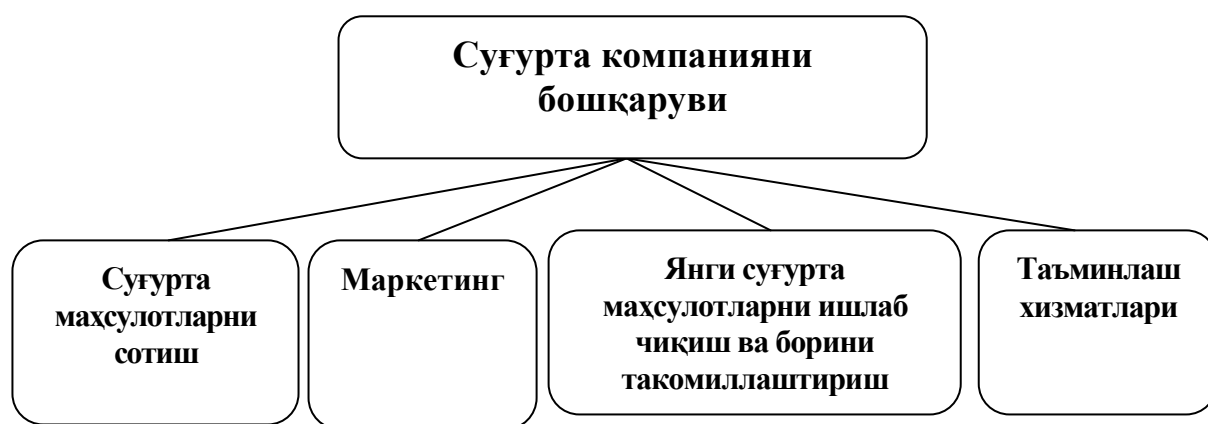 Суғурта компанияни
бошқаруви
Суғурта
маҳсулотларни
сотиш
Маркетинг
Янги суғурта
маҳсулотларни ишлаб
чиқиш ва борини
такомиллаштириш
Таъминлаш
хизматлари